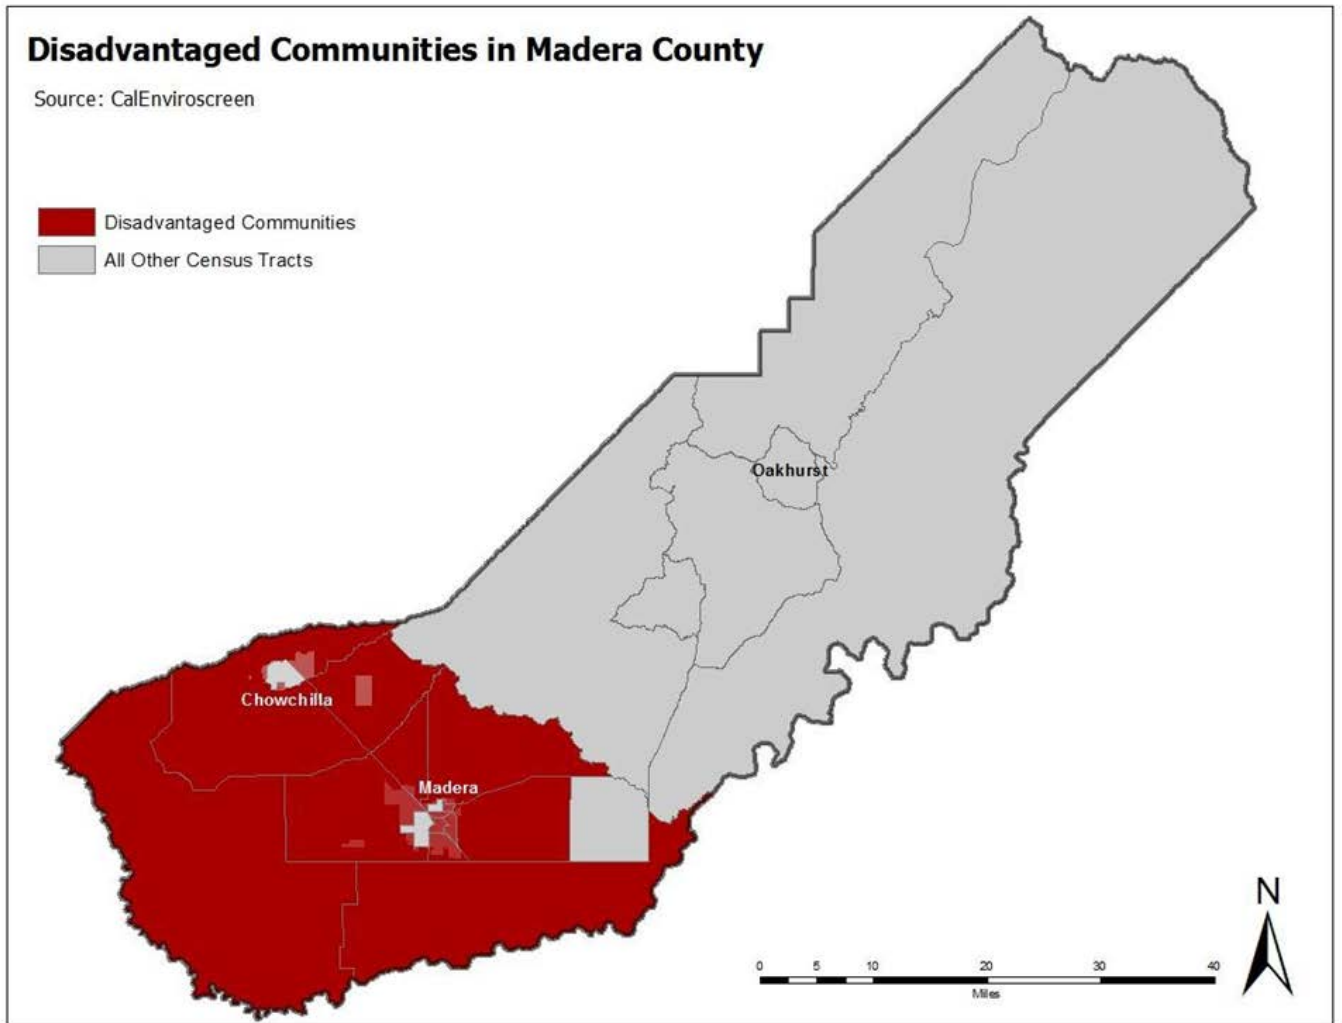 Disadvantaged Communities in Madera County
Source: CalEnviroscreen
Disadvantaged Communities
All Other Census Tracts
Oakhurst
Chowchilla
Madera
N
0 5 10 20 30 40
Miles